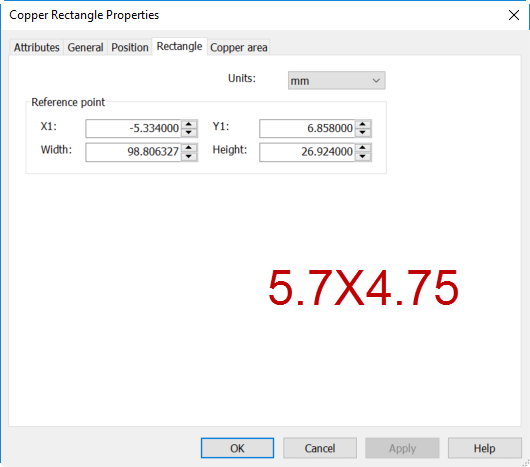 Copper Rectangle Properties
Attributes General Position Rectangle Copper area
Units: mm
Reference point
X1: -5.334000 Y1: 6.858000
Width: 98.806327 Height: 26.924000
5.7X4.75
OK Cancel Apply Help